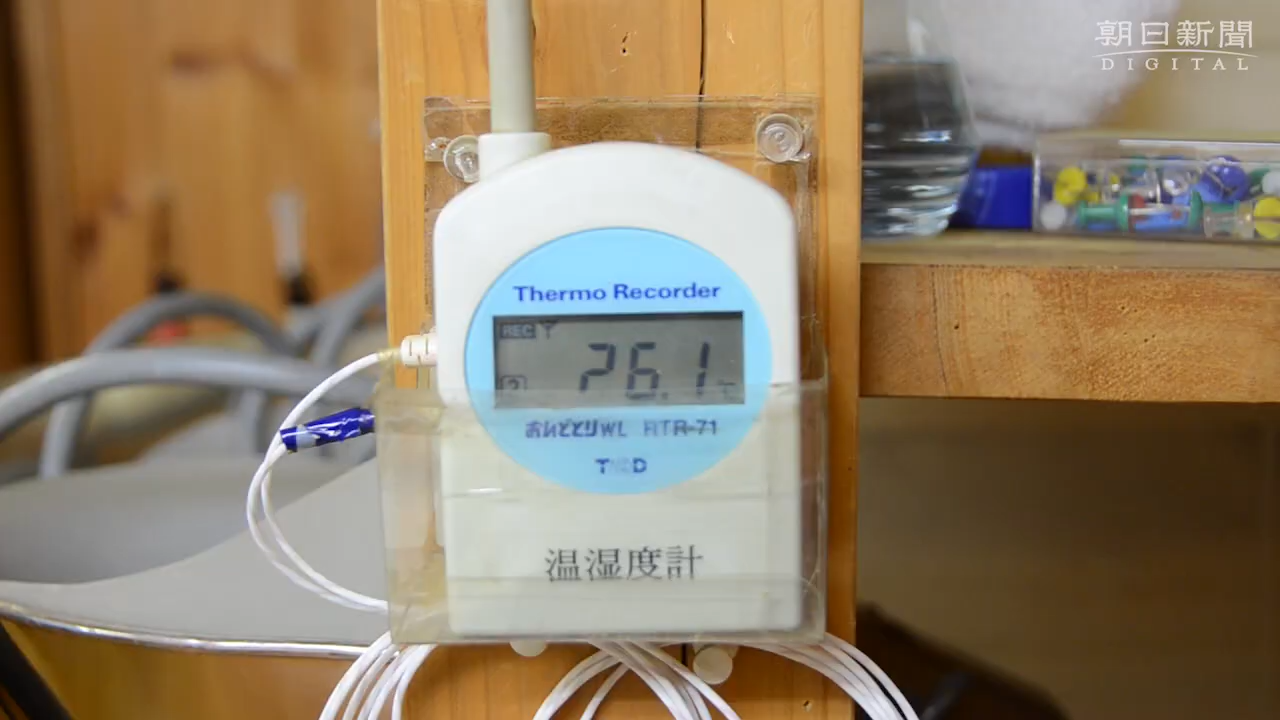 朝日新聞
DIGITAL
Thermo Recorder
REC
2
26.1℃
おんどとりWL RTR-71
T&D
温湿度計